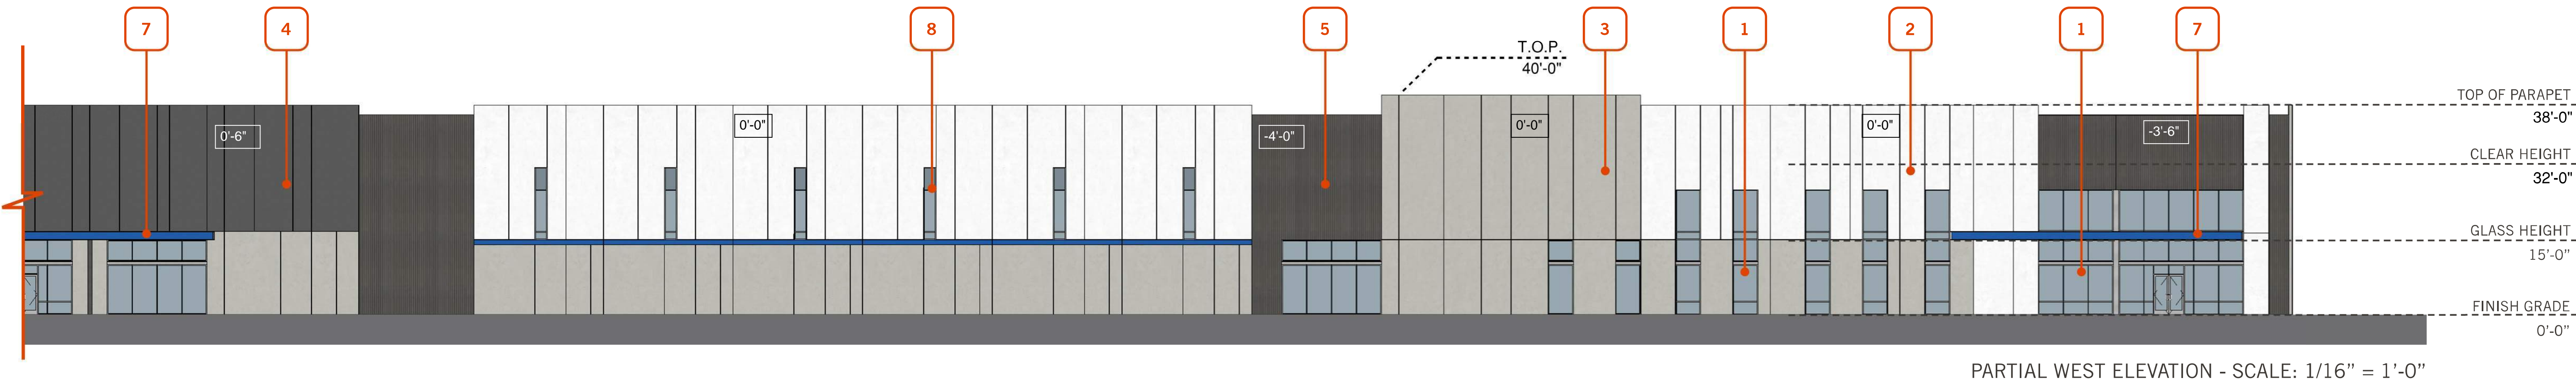 7 4 8 5 3 1 2 1 7
T.O.P.
40'-0"
TOP OF PARAPET
38'-0"
0'-6" 0'-0" -4'-0" 0'-0" 0'-0" -3'-6"
CLEAR HEIGHT
32'-0"
GLASS HEIGHT
15'-0”
FINISH GRADE
0'-0”
PARTIAL WEST ELEVATION - SCALE: 1/16” = 1’-0”